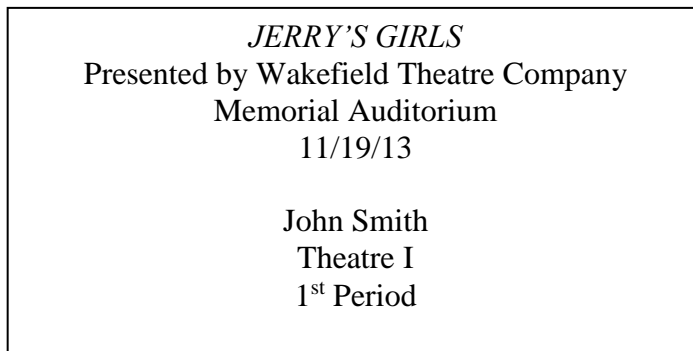 JERRY’S GIRLS
Presented by Wakefield Theatre Company
Memorial Auditorium
11/19/13
John Smith
Theatre I
1st Period